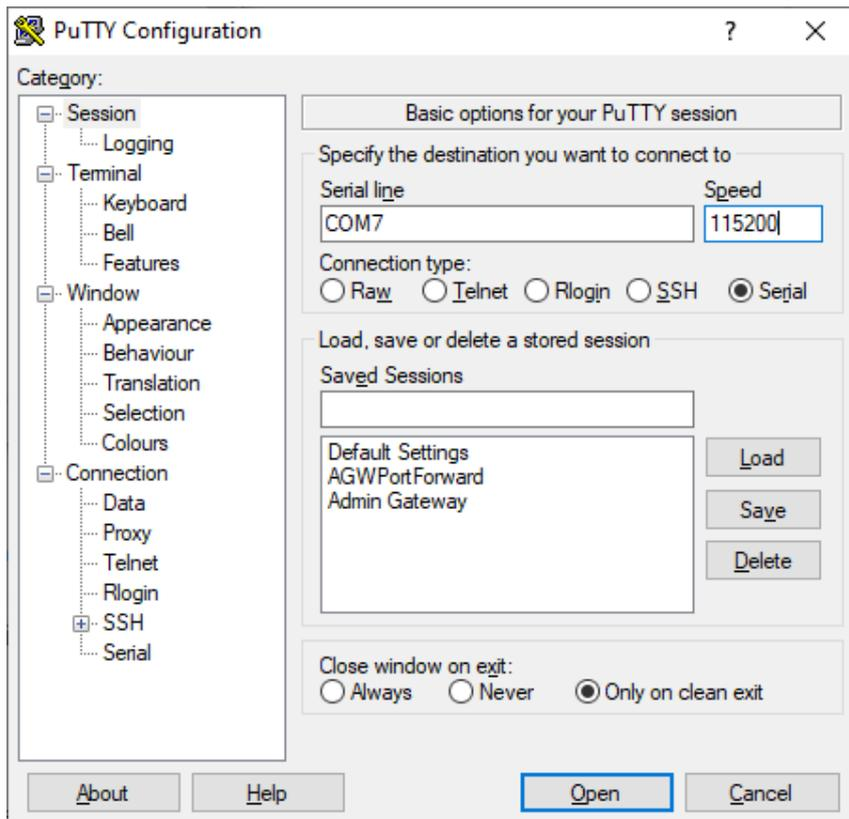 PuTTY Configuration
?
Category:
Session
Logging
Terminal
Keyboard
Bell
Features
Window
Appearance
Behaviour
Translation
Selection
Colours
Connection
Data
Proxy
Telnet
Rlogin
SSH
Serial
Basic options for your PuTTY session
Specify the destination you want to connect to
Serial line Speed
COM7 115200
Connection type:
Raw Telnet Rlogin SSH Serial
Load, save or delete a stored session
Saved Sessions
Default Settings
AGWPortForward
Admin Gateway
Load
Save
Delete
Close window on exit:
Always Never Only on clean exit
About Help Open Cancel